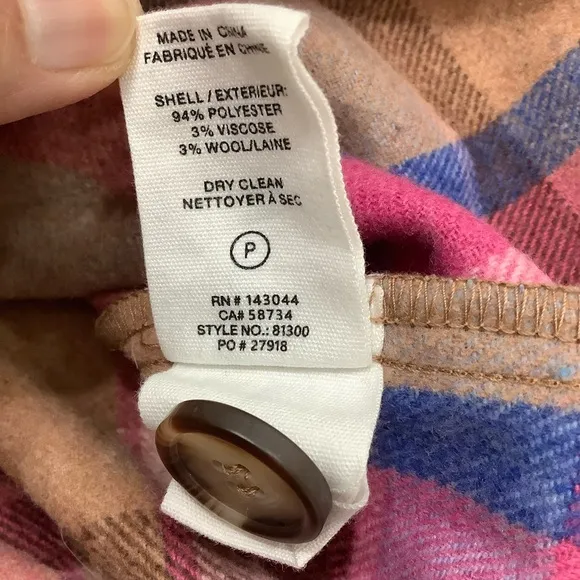 MADE IN CHINA
FABRIQUÉ EN CHINE
SHELL / EXTERIEUR:
94% POLYESTER
3% VISCOSE
3% WOOL/LAINE
DRY CLEAN
NETTOYER À SEC
P
RN # 143044
CA# 58734
STYLE NO.: 81300
PO # 27918